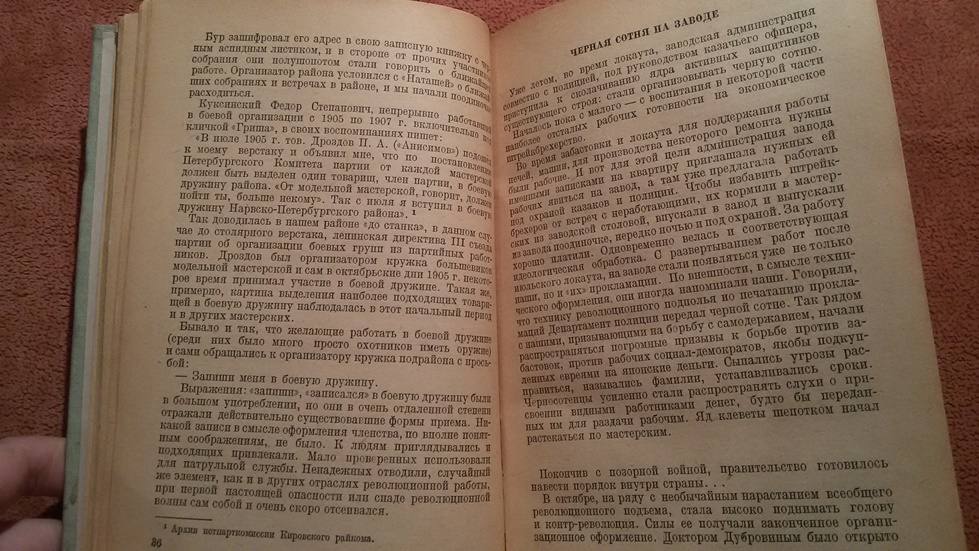 Бур зашифровал его адрес в свою записную книжку с чер-
ным аспидным листиком, и в стороне от прочих участников
собрания они полушопотом стали говорить о ближайшей
работе. Организатор района условился с «Наташей» о ближай-
ших собраниях и встречах в районе, и мы начали поодиночке
расходиться.
Куксинский Федор Степанович, непрерывно работавший
в боевой организации с 1905 по 1907 г. включительно под
кличкой «Гриша», в своих воспоминаниях пишет:
«В июле 1905 г. тов. Дроздов П. А. («Анисимов») подошел
к моему верстаку и объявил мне, что по постановлению
Петербургского Комитета партии от каждой мастерской
должен быть выделен один товарищ, член партии, в боевую
дружину района. «От модельной мастерской, говорит, должен
пойти ты, больше некому». Так с июля я вступил в боевую
дружину Нарвско-Петербургского района». ¹
Так доводилась в нашем районе «до станка», в данном слу-
чае до столярного верстака, ленинская директива III съезда
партии об организации боевых групп из партийных работ-
ников. Дроздов был организатором кружка большевиков
модельной мастерской и сам в октябрьские дни 1905 г. некото-
рое время принимал участие в боевой дружине. Такая же,
примерно, картина выделения наиболее подходящих товари-
щей в боевую дружину наблюдалась в этот начальный период
и в других мастерских.
Бывало и так, что желающие работать в боевой дружине
(среди них было много просто охотников иметь оружие)
и сами обращались к организатору кружка подрайона с прось-
бой:
— Запиши меня в боевую дружину.
Выражения: «запиши», «записался» в боевую дружину были
в большом употреблении, но они в очень отдаленной степени
отражали действительно существовавшие формы приема. Ни-
какой записи в смысле оформления членства, по вполне понят-
ным соображениям, не было. К людям приглядывались и
подходящих привлекали. Мало проверенных использовали
для патрульной службы. Ненадежных отводили, случайный
же элемент, как и в других отраслях революционной работы,
при первой настоящей опасности или спаде революционной
волны сам собой и очень скоро отсеивался.
¹ Архив истпарткомиссии Кировского райкома.
36
ЧЕРНАЯ СОТНЯ НА ЗАВОДЕ
Уже летом, во время локаута, заводская администрация
совместно с полицией, под руководством казачьего офицера,
приступила к сколачиванию ядра активных защитников
существующего строя: стали организовывать черную сотню.
Началось пока с малого — с воспитания в некоторой части
наиболее отсталых рабочих готовности на экономическое
штрейкбрехерство.
Во время забастовки и локаута для поддержания работы
печей, машин, для производства некоторого ремонта нужны
были рабочие. И вот для этой цели администрация завода
именными записками на квартиру приглашала нужных ей
рабочих явиться на завод, а там уже предлагала работать
под охраной казаков и полиции. Чтобы избавить штрейк-
брехеров от встреч с неработающими, их кормили в мастер-
ских из заводской столовой, впускали в завод и выпускали
из завода поодиночке, нередко ночью и под охраной. За работу
хорошо платили. Одновременно велась и соответствующая
идеологическая обработка. С развертыванием работ после
июльского локаута, на заводе стали появляться уже не только
наши, но и «их» прокламации. По внешности, в смысле техни-
ческого оформления, они иногда напоминали наши. Говорили,
что технику революционного подполья по печатанию прокла-
маций Департамент полиции передал черной сотне. Так рядом
с нашими, призывающими на борьбу с самодержавием, начали
распространяться погромные призывы к борьбе против за-
бастовок, против рабочих социал-демократов, якобы подкуп-
ленных евреями на японские деньги. Сыпались угрозы рас-
правиться, назывались фамилии, устанавливались сроки.
Черносотенцы усиленно стали распространять слухи о при-
своении видными работниками денег, будто бы передан-
ных им для раздачи рабочим. Яд клеветы шепотком начал
растекаться по мастерским.
Покончив с позорной войной, правительство готовилось
навести порядок внутри страны. . .
В октябре, на ряду с необычайным нарастанием всеобщего
революционного подъема, стала высоко поднимать голову
и контр-революция. Силы ее получали законченное органи-
зационное оформление. Доктором Дубровиным было открыто